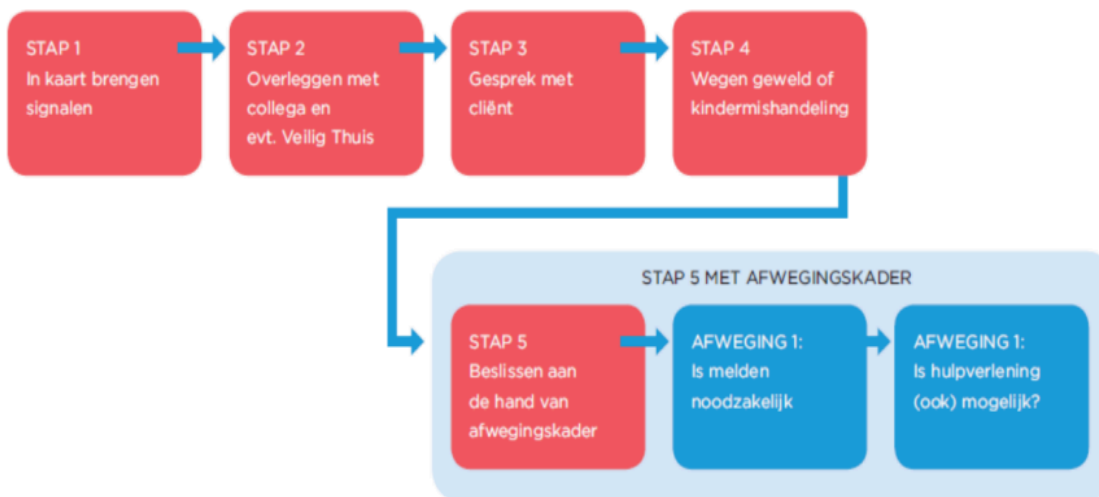 STAP 1
In kaart brengen
signalen
STAP 2
Overleggen met
collega en
evt. Veilig Thuis
STAP 3
Gesprek met
cliënt
STAP 4
Wegen geweld of
kindermishandeling
STAP 5 MET AFWEGINGSKADER
STAP 5
Beslissen aan
de hand van
afwegingskader
AFWEGING 1:
Is melden
noodzakelijk
AFWEGING 1:
Is hulpverlening
(ook) mogelijk?